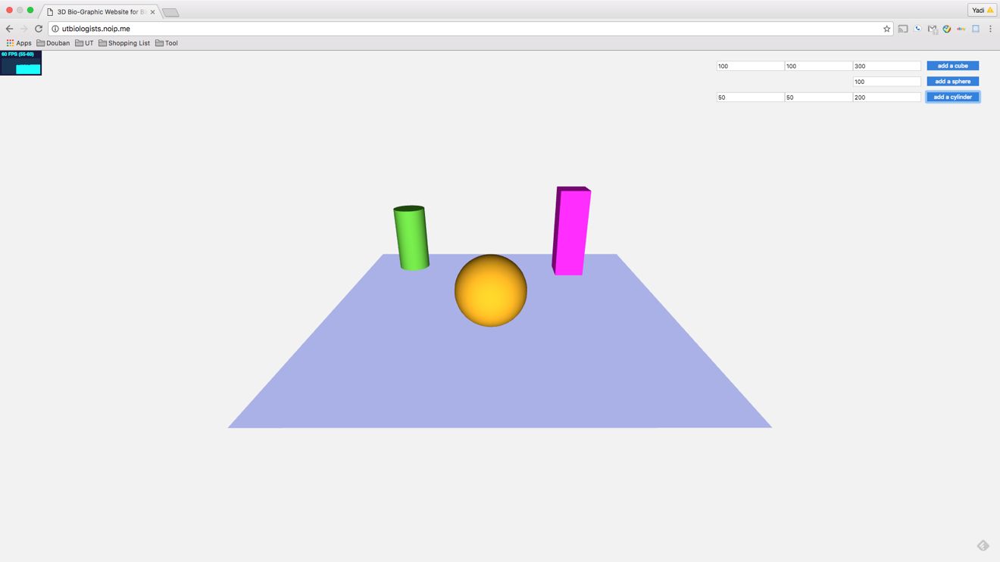 3D Bio-Graphic Website for Bio
Yadi
utbiologists.noip.me
Apps Douban UT Shopping List Tool
60 FPS (55-60)
100 100 300 add a cube
100 add a sphere
50 50 200 add a cylinder